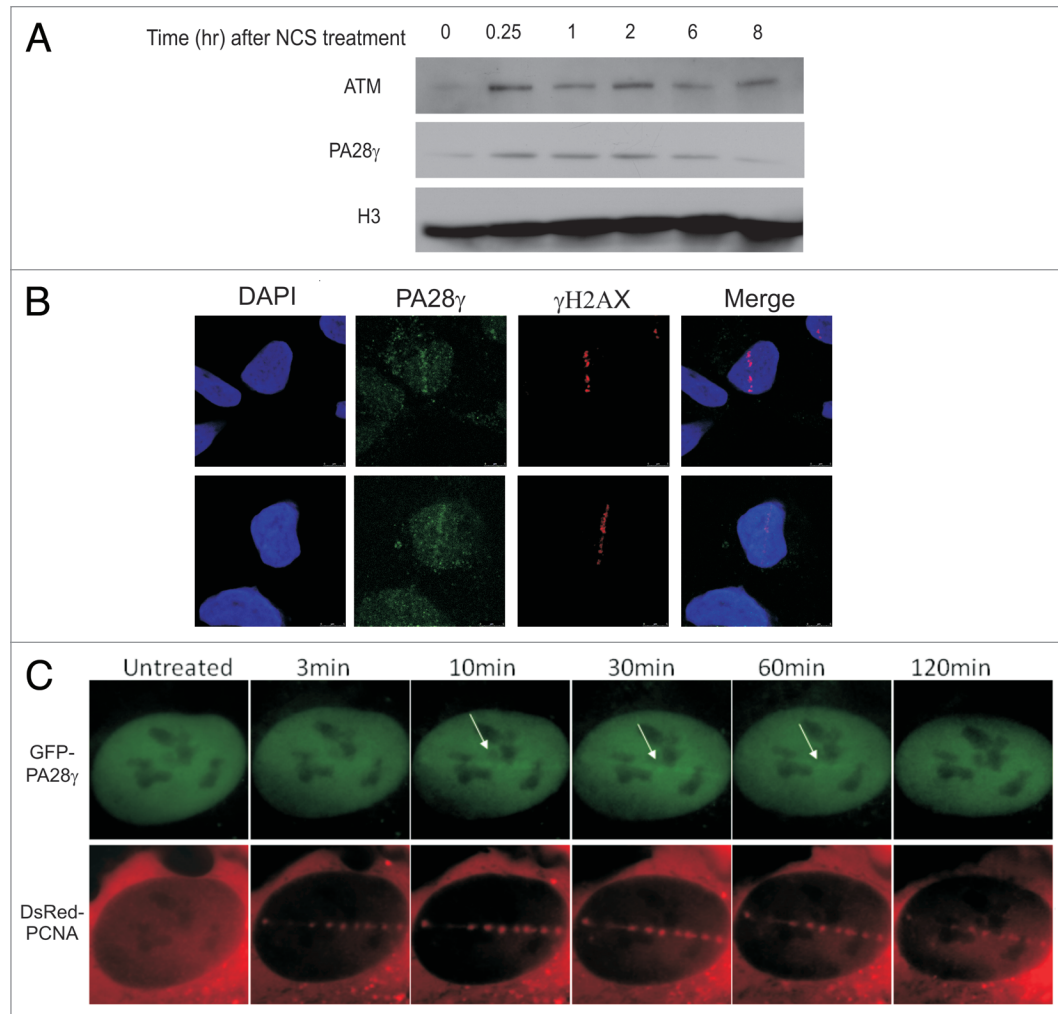 A
Time (hr) after NCS treatment 0 0.25 1 2 6 8
ATM
PA28γ
H3
B
DAPI PA28γ γH2AX Merge
C
Untreated 3min 10min 30min 60min 120min
GFP-
PA28γ
DsRed-
PCNA